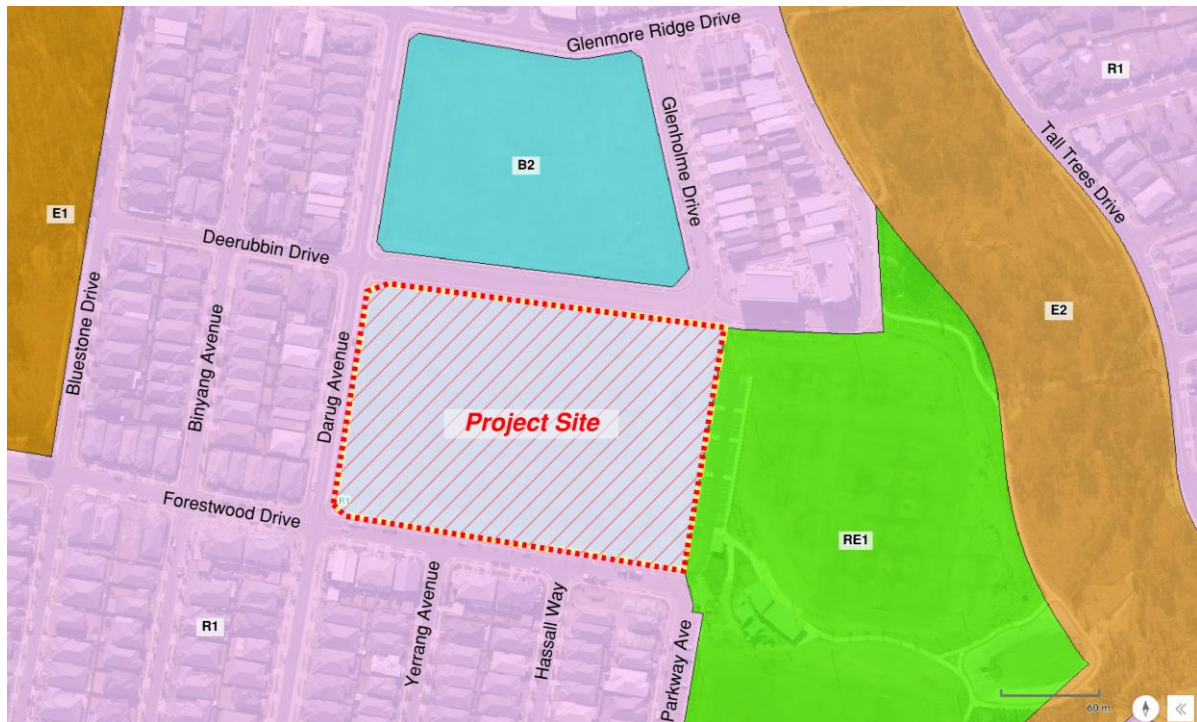 Glenmore Ridge Drive
R1
Glenholme Drive
B2
Tall Trees Drive
E1
Deerubbin Drive
E2
Bluestone Drive
Binyang Avenue
Darug Avenue
Project Site
R1
Forestwood Drive
RE1
R1
Yerrang Avenue
Hassall Way
Parkway Ave
60 m